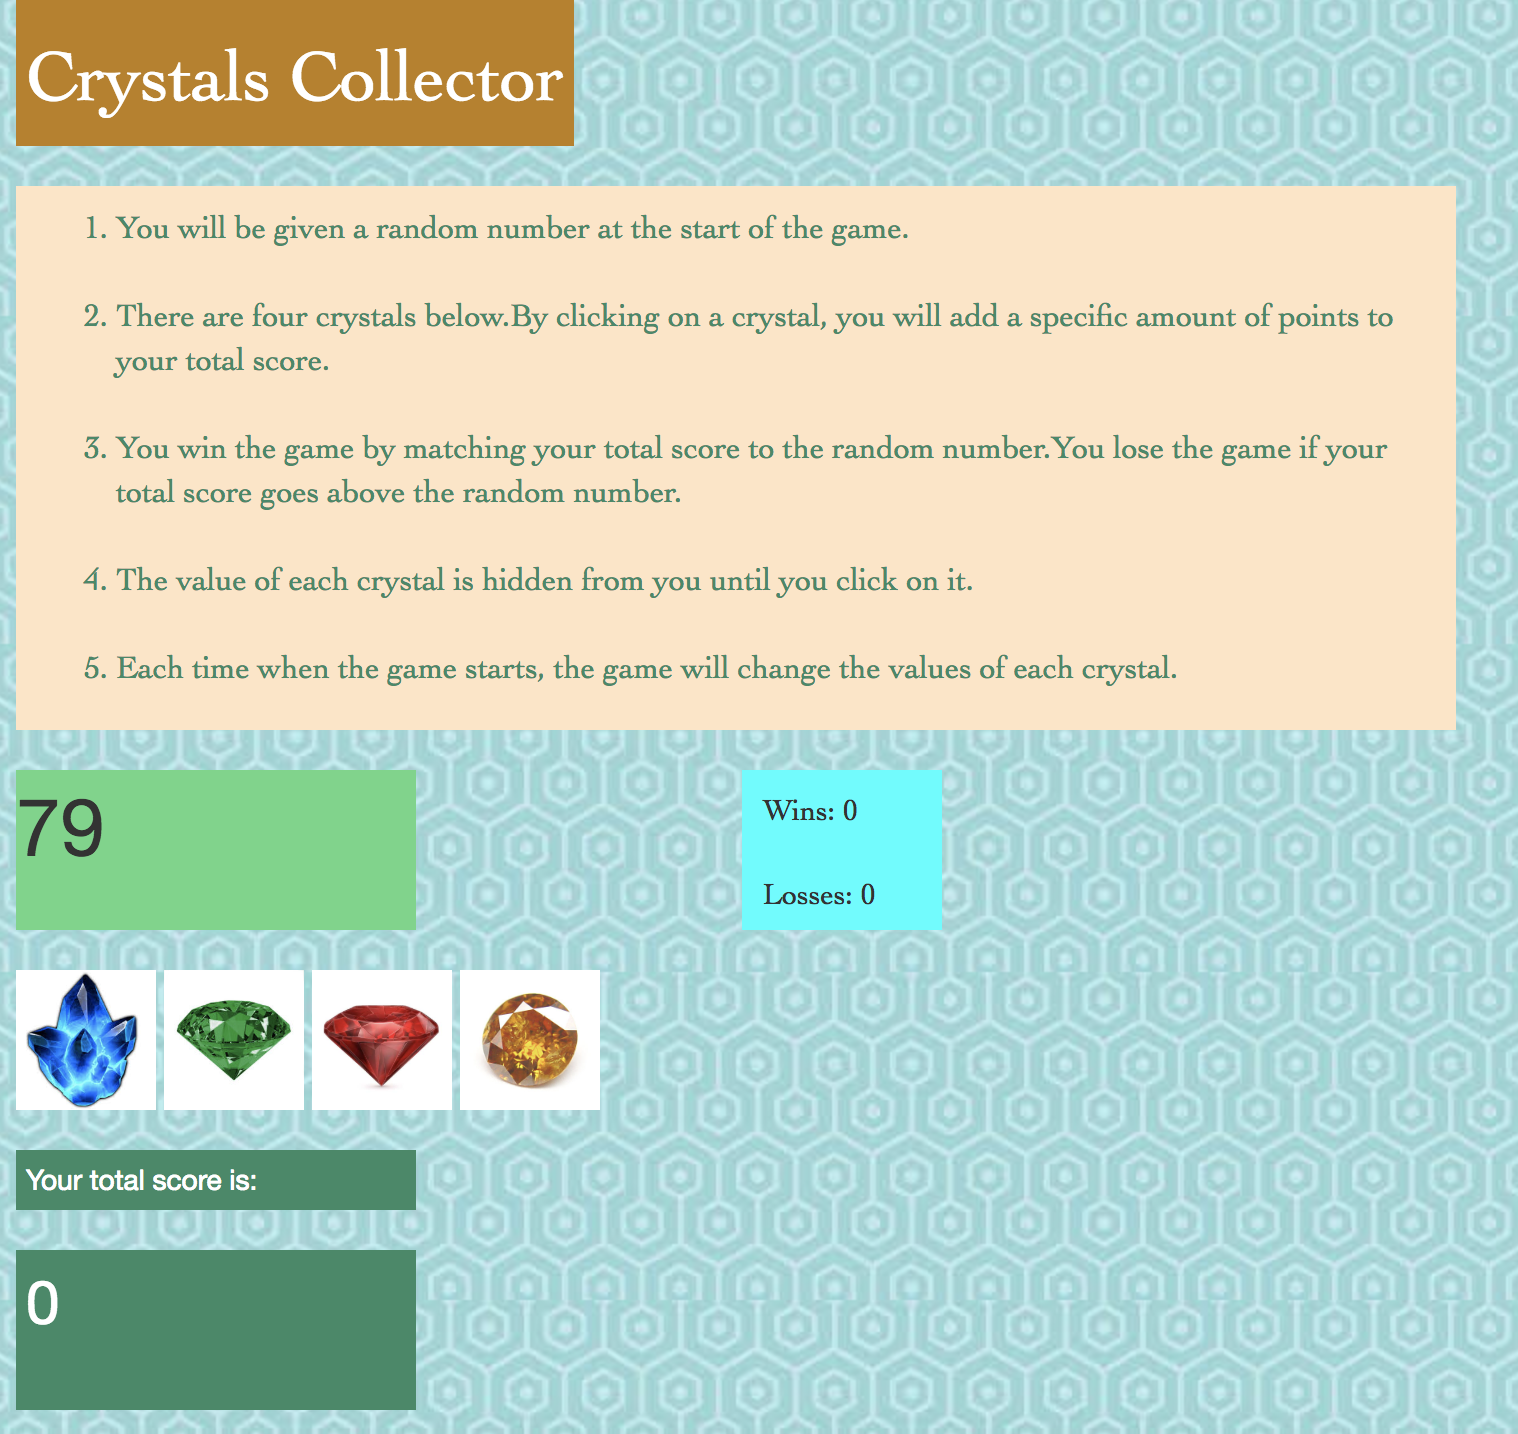 Crystals Collector
1. You will be given a random number at the start of the game.
2. There are four crystals below.By clicking on a crystal, you will add a specific amount of points to
your total score.
3. You win the game by matching your total score to the random number.You lose the game if your
total score goes above the random number.
4. The value of each crystal is hidden from you until you click on it.
5. Each time when the game starts, the game will change the values of each crystal.
79
Wins: 0
Losses: 0
Your total score is:
0